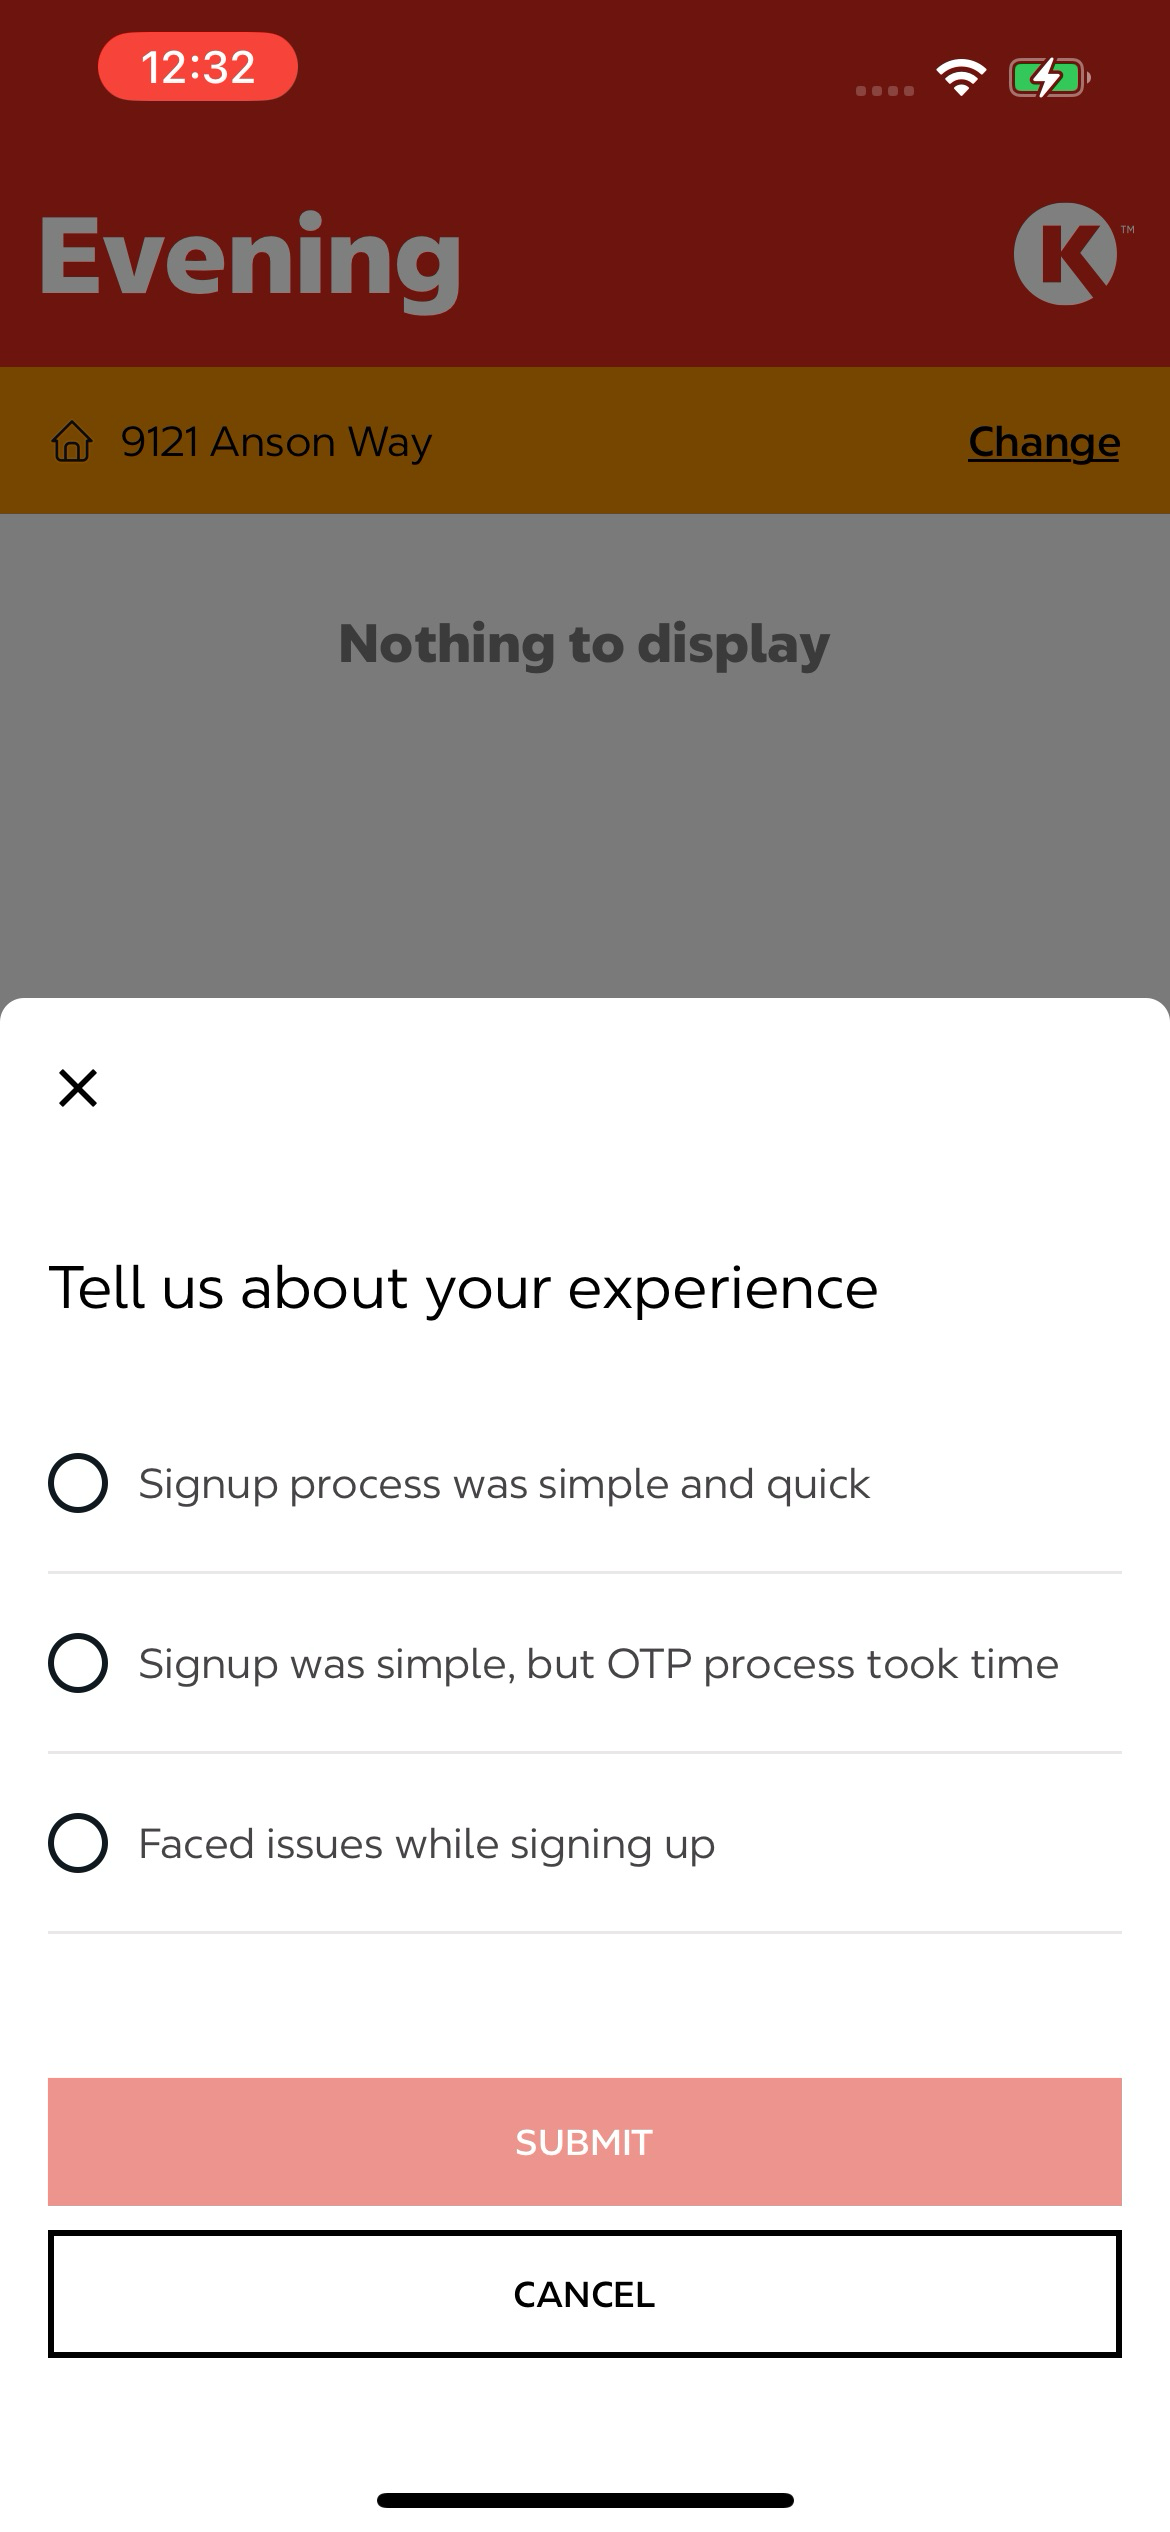 12:32
Evening
K™
9121 Anson Way
Change
Nothing to display
Tell us about your experience
Signup process was simple and quick
Signup was simple, but OTP process took time
Faced issues while signing up
SUBMIT
CANCEL